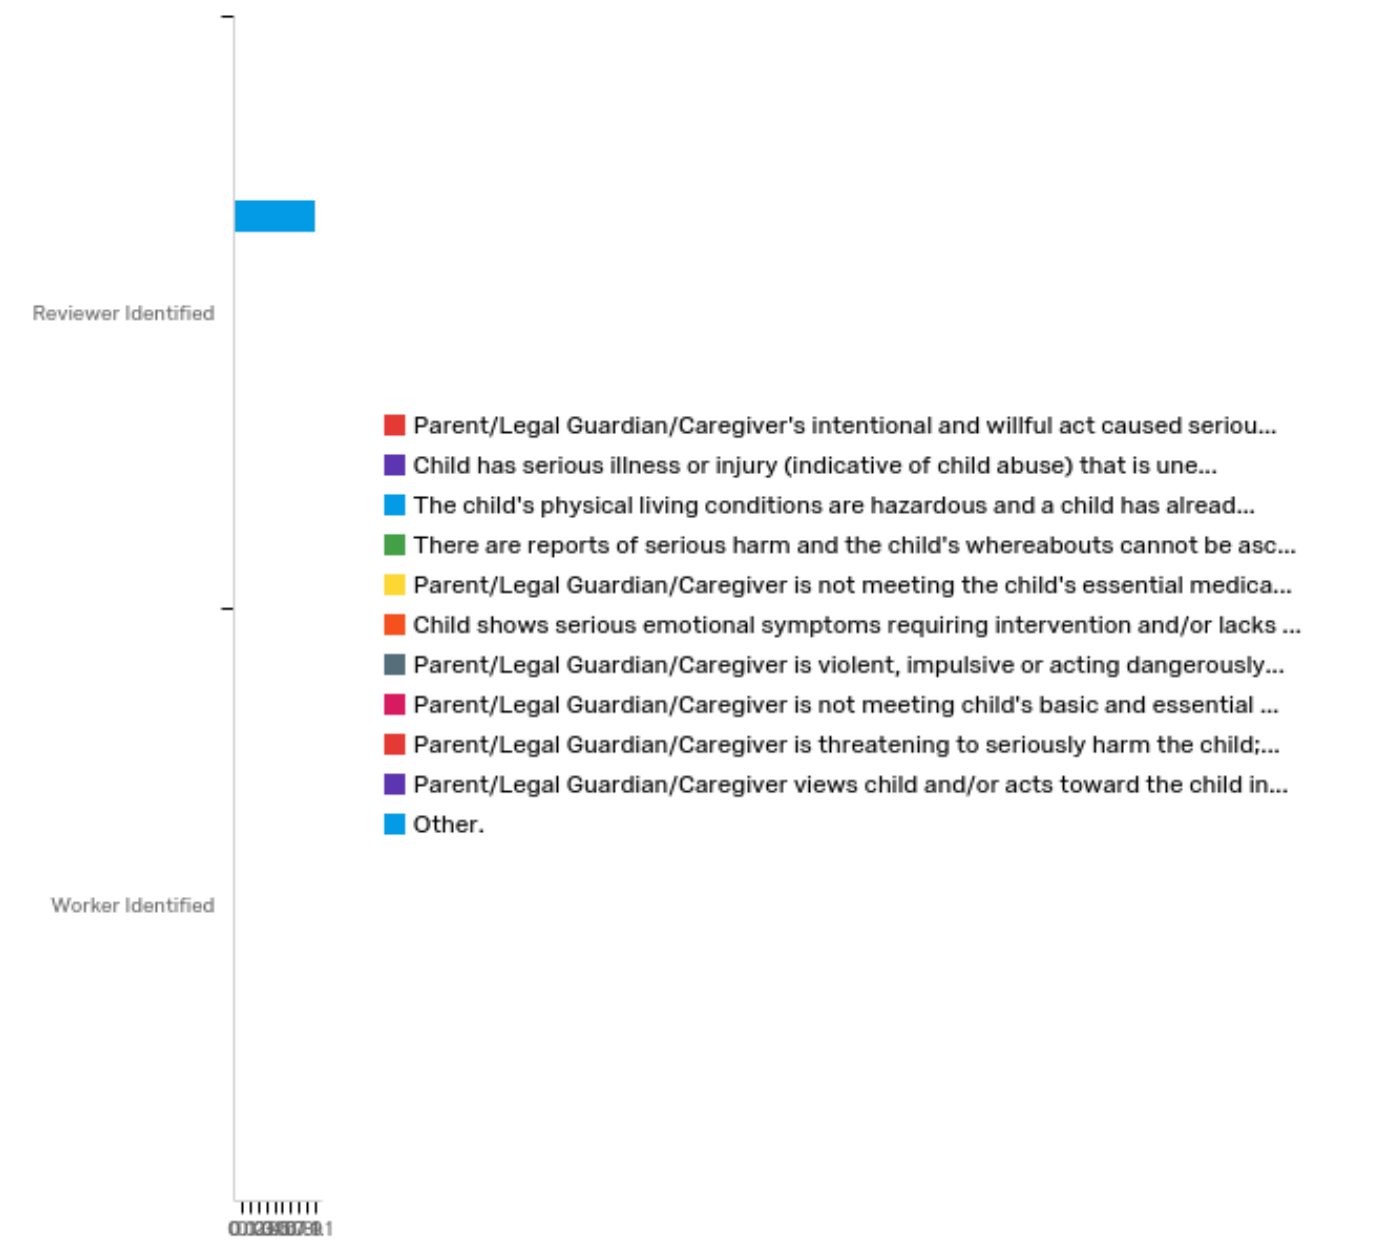 Reviewer Identified
Parent/Legal Guardian/Caregiver's intentional and willful act caused seriou...
Child has serious illness or injury (indicative of child abuse) that is une...
The child's physical living conditions are hazardous and a child has alread...
There are reports of serious harm and the child's whereabouts cannot be asc...
Parent/Legal Guardian/Caregiver is not meeting the child's essential medica...
Child shows serious emotional symptoms requiring intervention and/or lacks ...
Parent/Legal Guardian/Caregiver is violent, impulsive or acting dangerously...
Parent/Legal Guardian/Caregiver is not meeting child's basic and essential ...
Parent/Legal Guardian/Caregiver is threatening to seriously harm the child;...
Parent/Legal Guardian/Caregiver views child and/or acts toward the child in...
Other.
Worker Identified